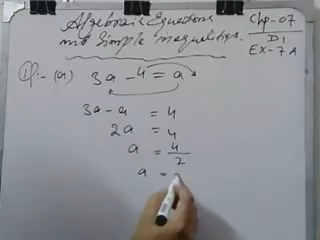 Algebraic Equations
and Simple Inequalities.
Chp-07
D1
EX-7A
(a) 3a - 4 = a
3a - a = 4
2a = 4
a = 4/2
a =